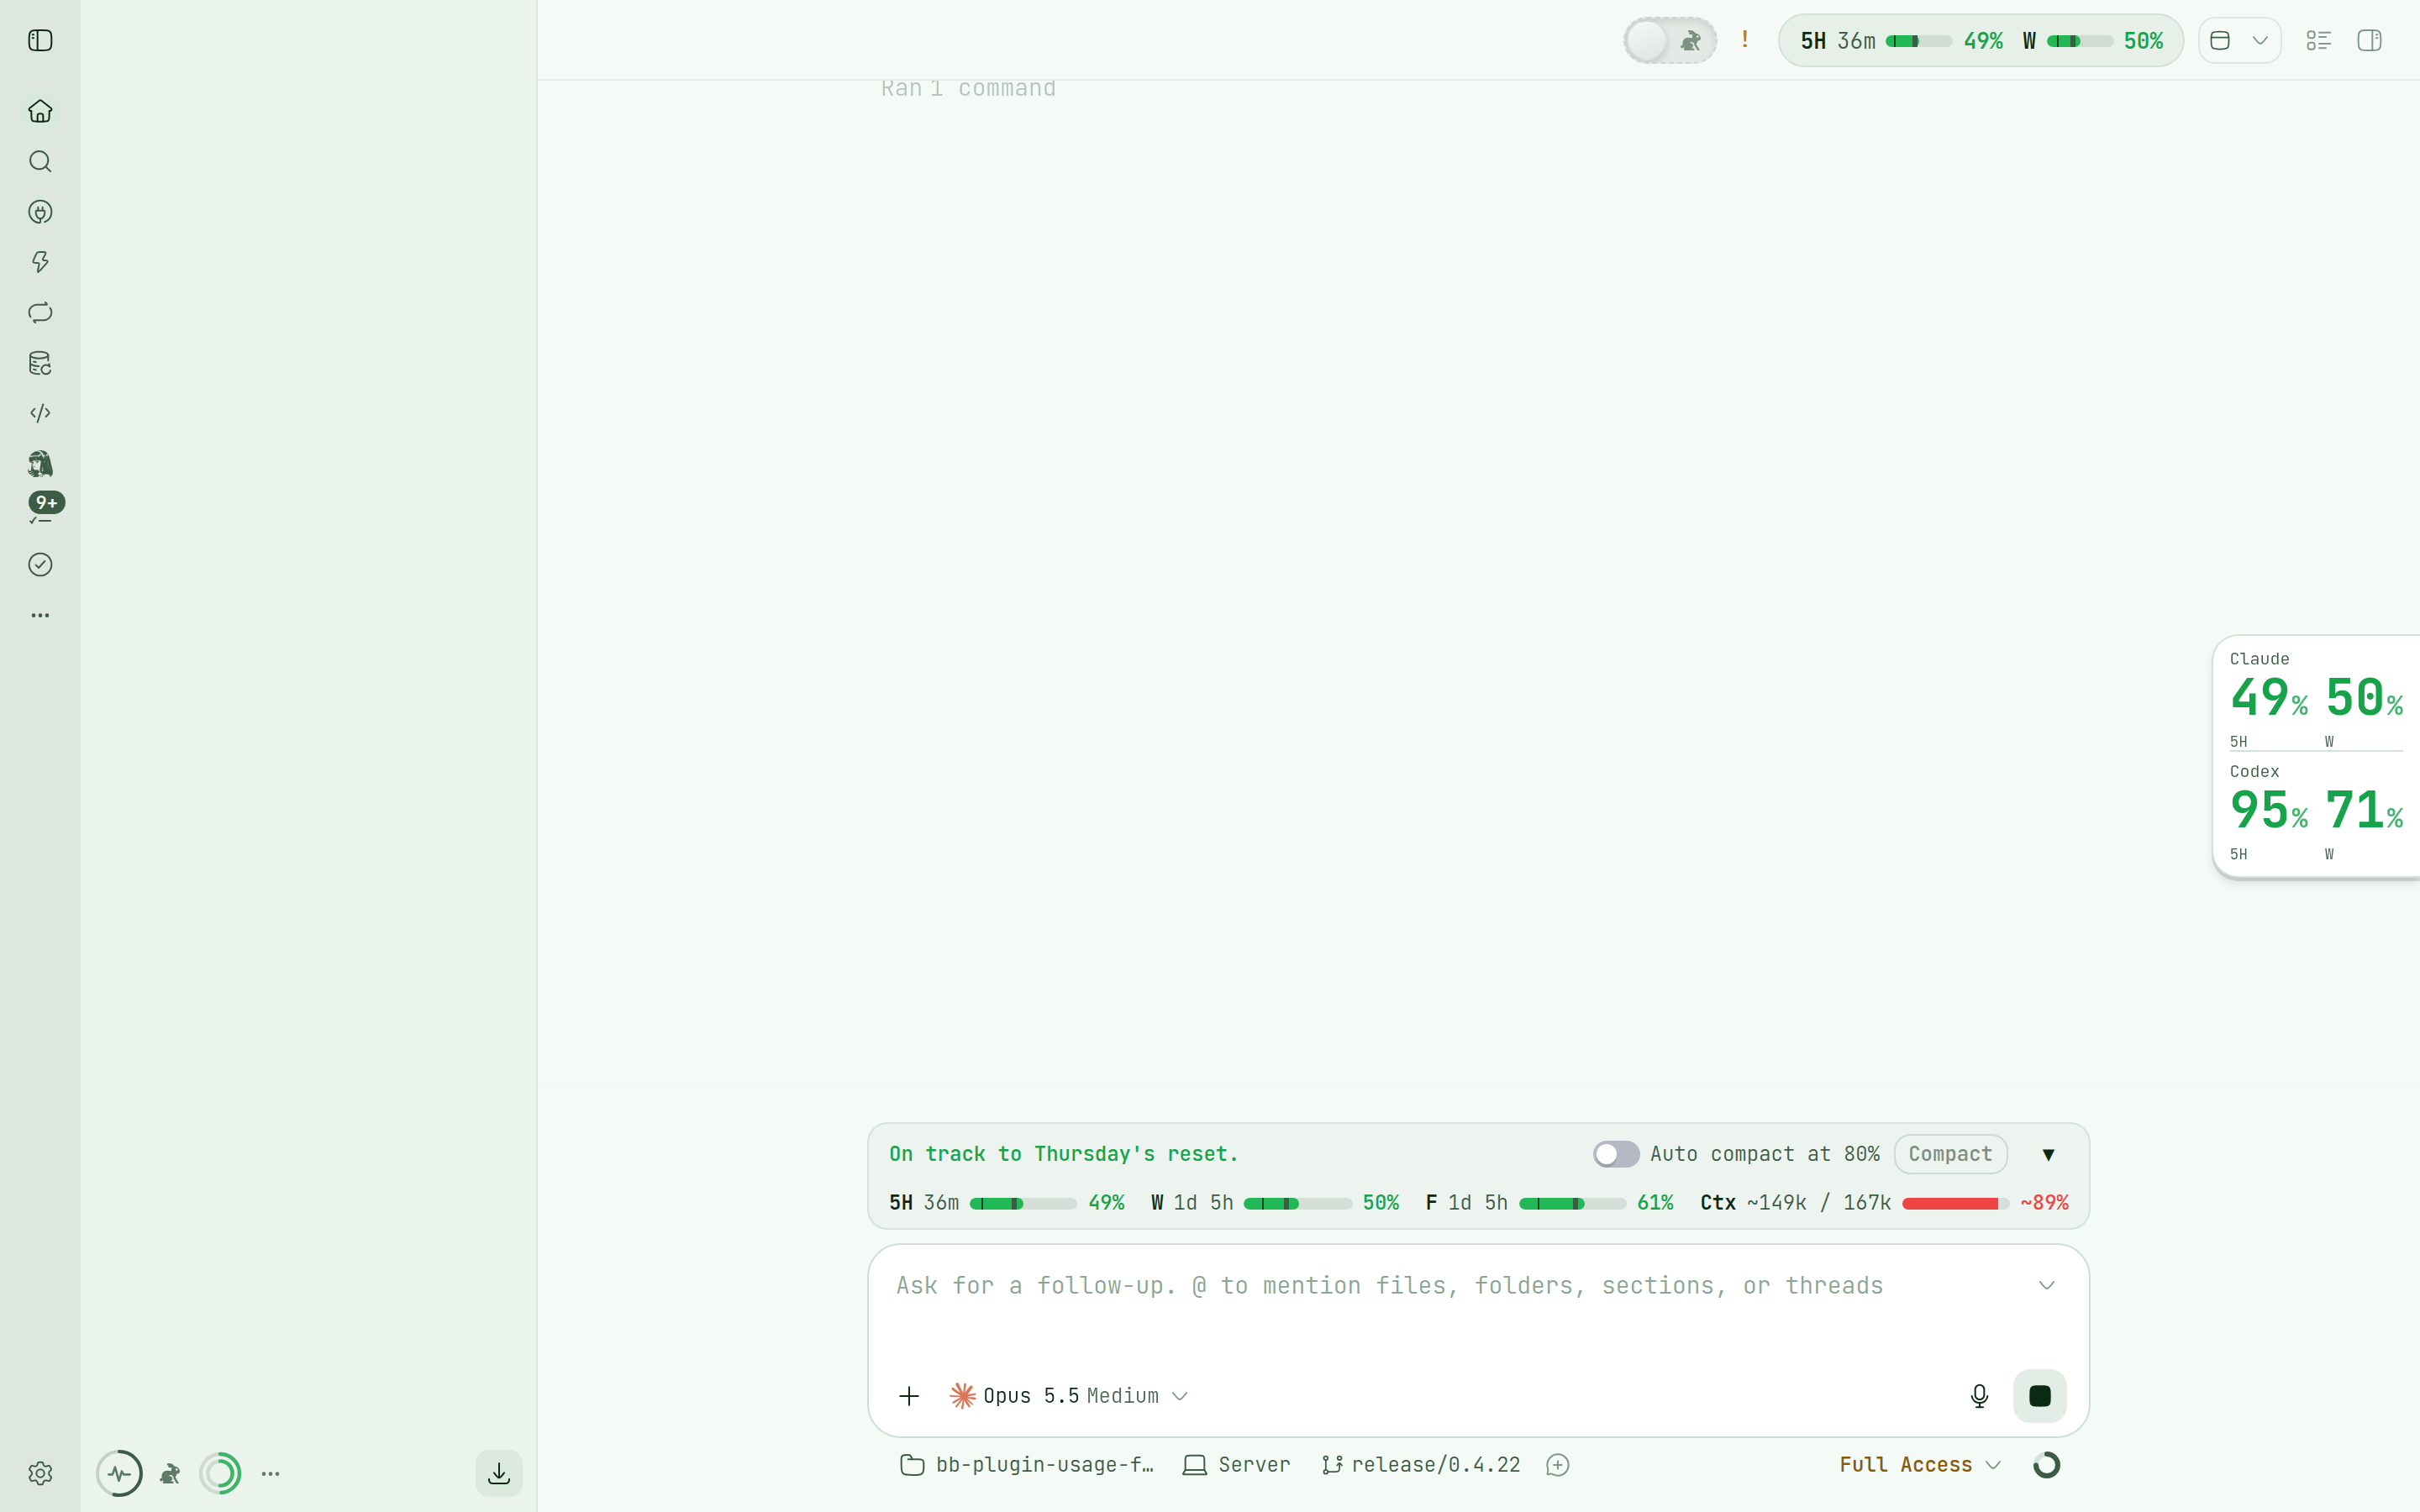 ! 5H 36m 49% W 50%
Ran 1 command
9+
Claude
49% 50%
5H W
Codex
95% 71%
5H W
On track to Thursday's reset. Auto compact at 80% Compact ▼
5H 36m 49% W 1d 5h 50% F 1d 5h 61% Ctx ~149k / 167k ~89%
Ask for a follow-up. @ to mention files, folders, sections, or threads
Opus 5.5 Medium
bb-plugin-usage-f… Server release/0.4.22 Full Access